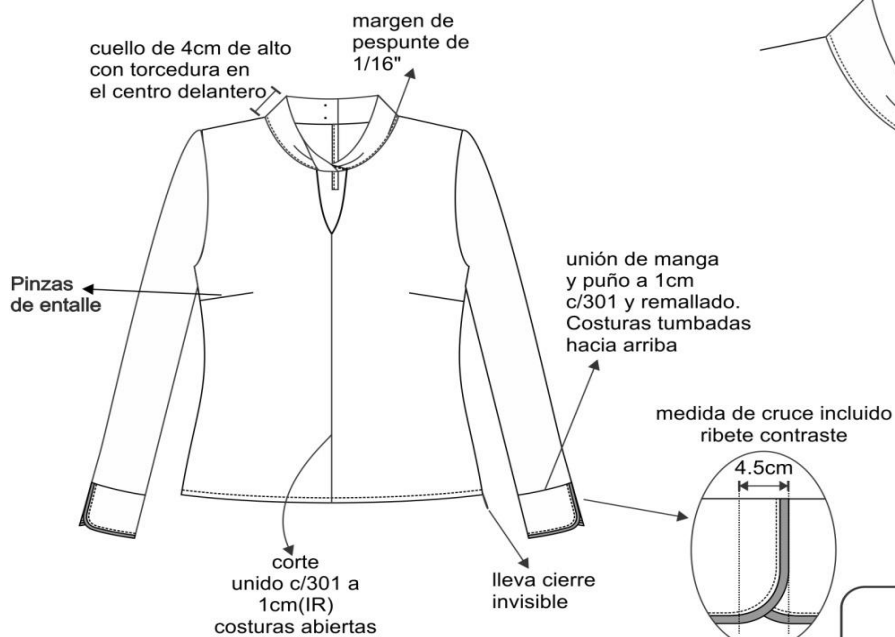 cuello de 4cm de alto
con torcedura en
el centro delantero
margen de
pespunte de
1/16"
Pinzas
de entalle
unión de manga
y puño a 1cm
c/301 y remallado.
Costuras tumbadas
hacia arriba
medida de cruce incluido
ribete contraste
4.5cm
corte
unido c/301 a
1cm(IR)
costuras abiertas
lleva cierre
invisible